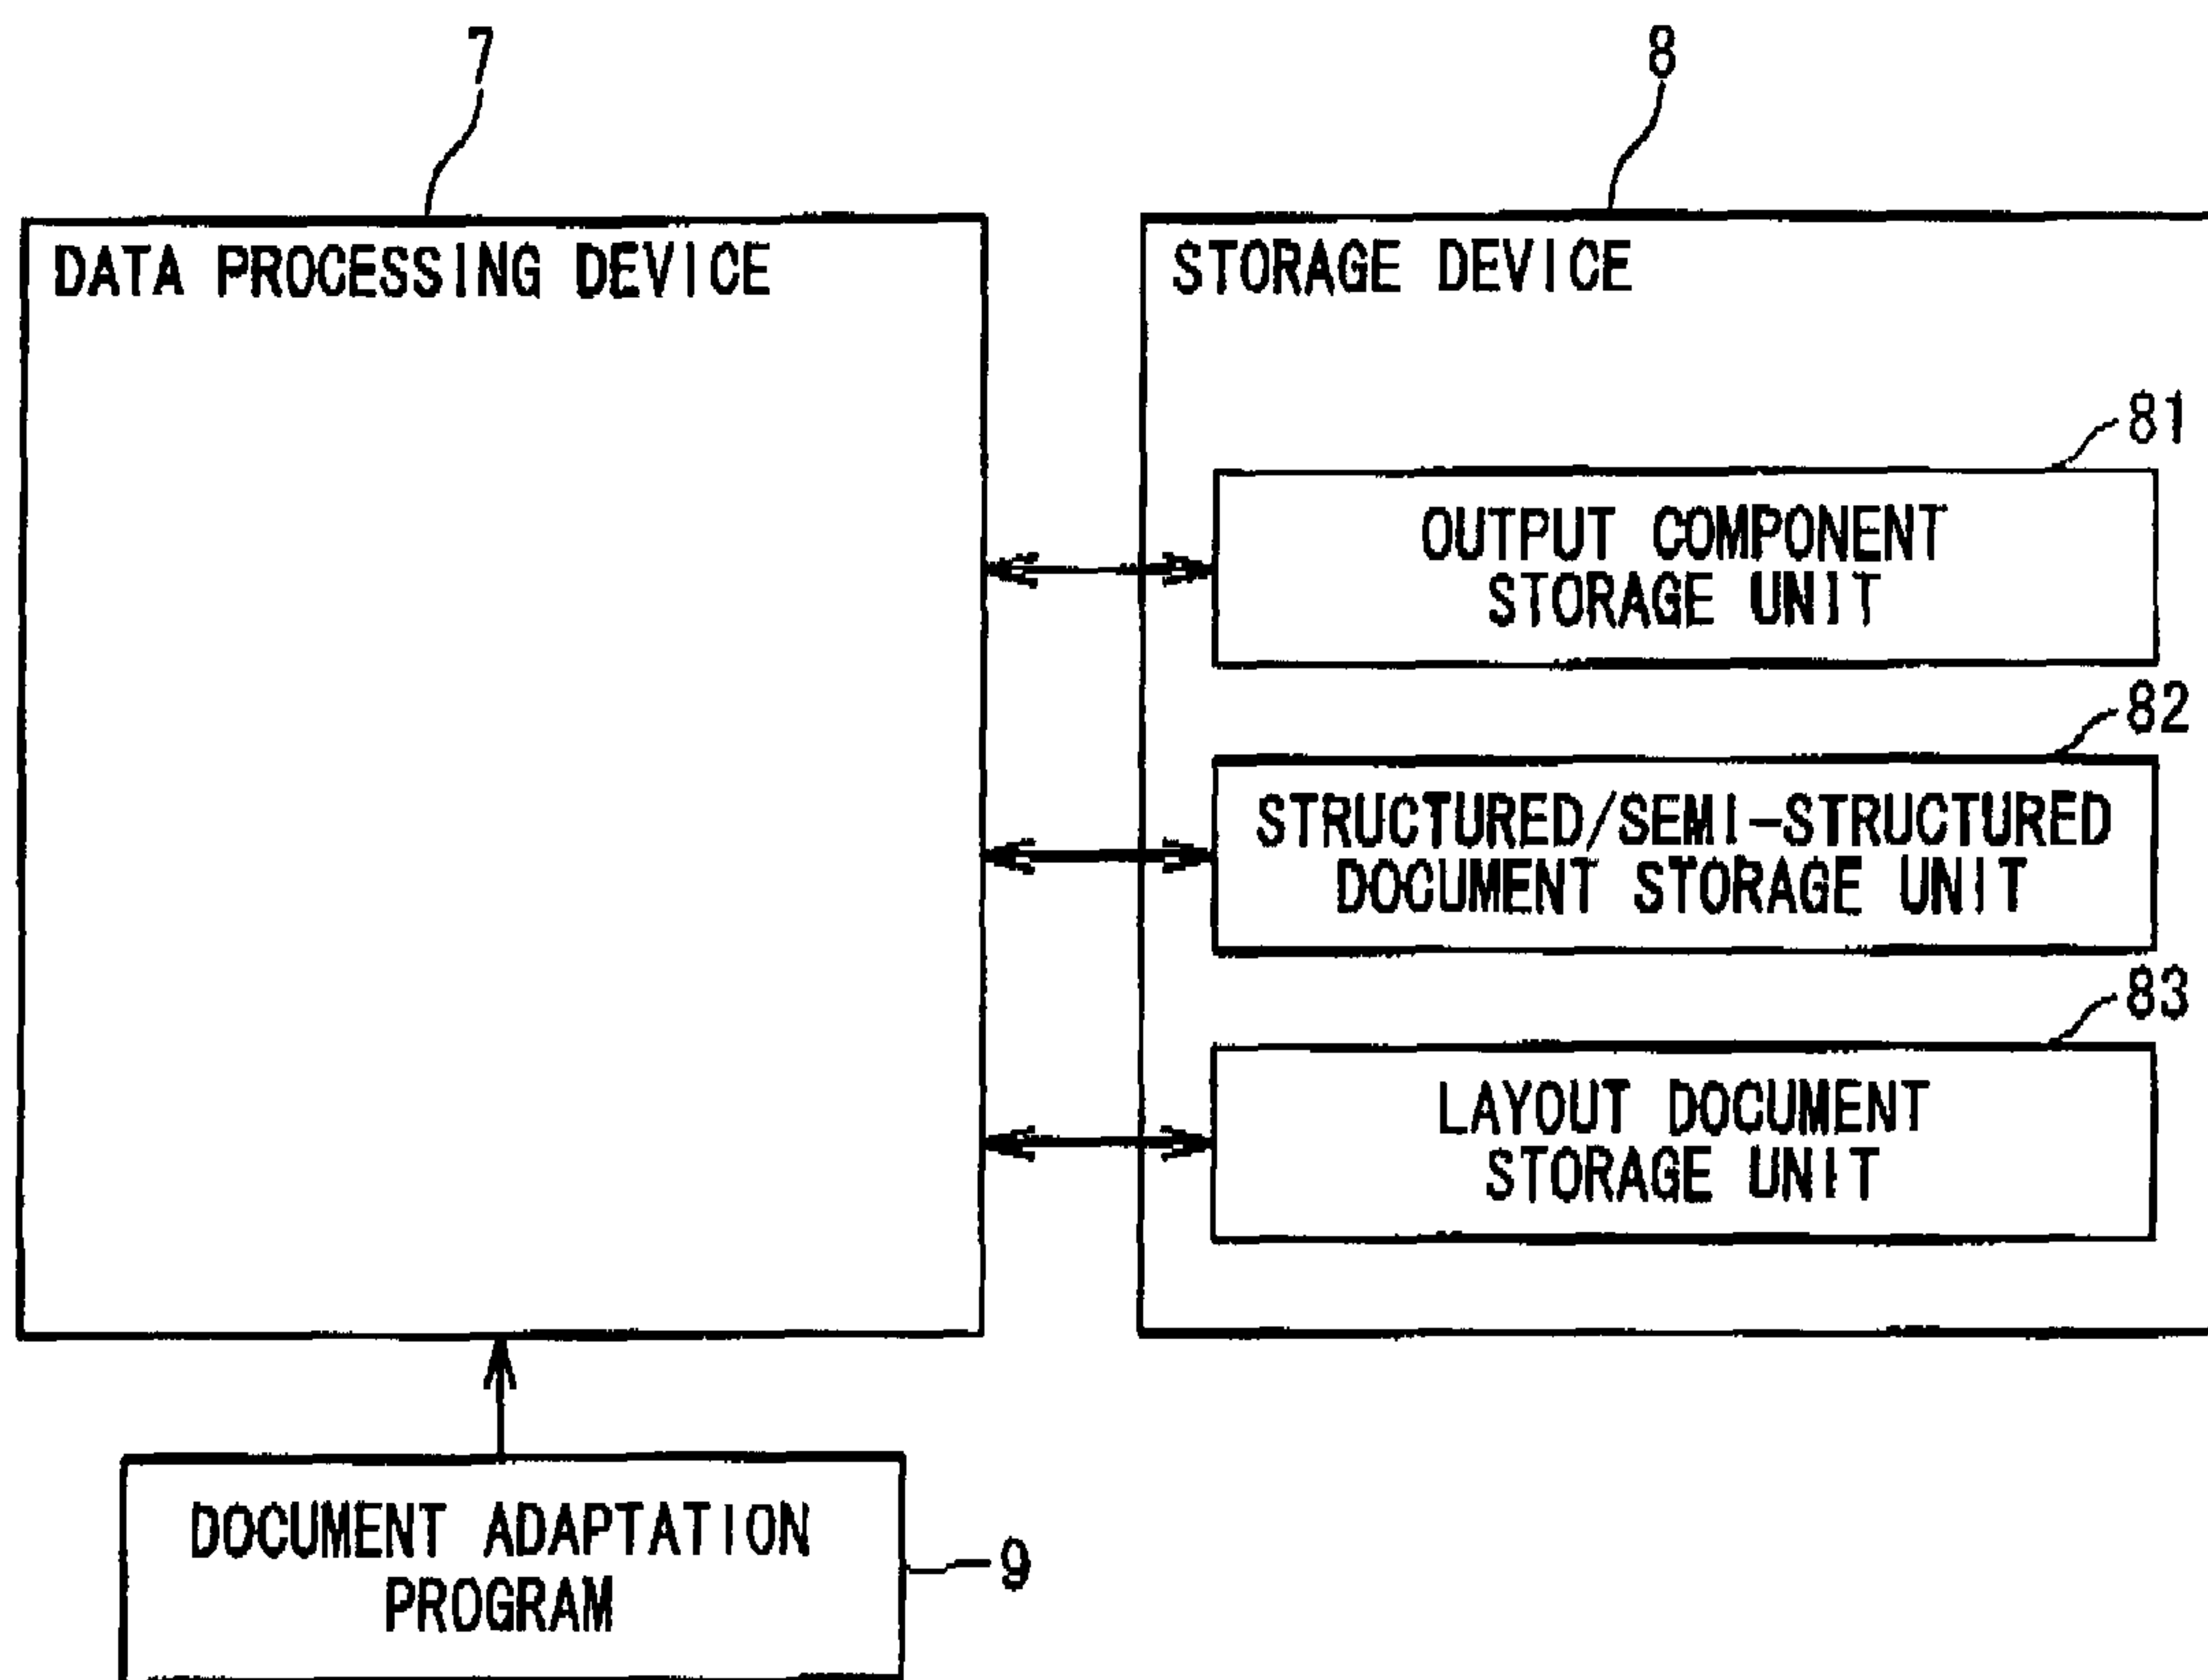 7
8
DATA PROCESSING DEVICE
STORAGE DEVICE
81
OUTPUT COMPONENT
STORAGE UNIT
82
STRUCTURED/SEMI-STRUCTURED
DOCUMENT STORAGE UNIT
83
LAYOUT DOCUMENT
STORAGE UNIT
DOCUMENT ADAPTATION
PROGRAM
9